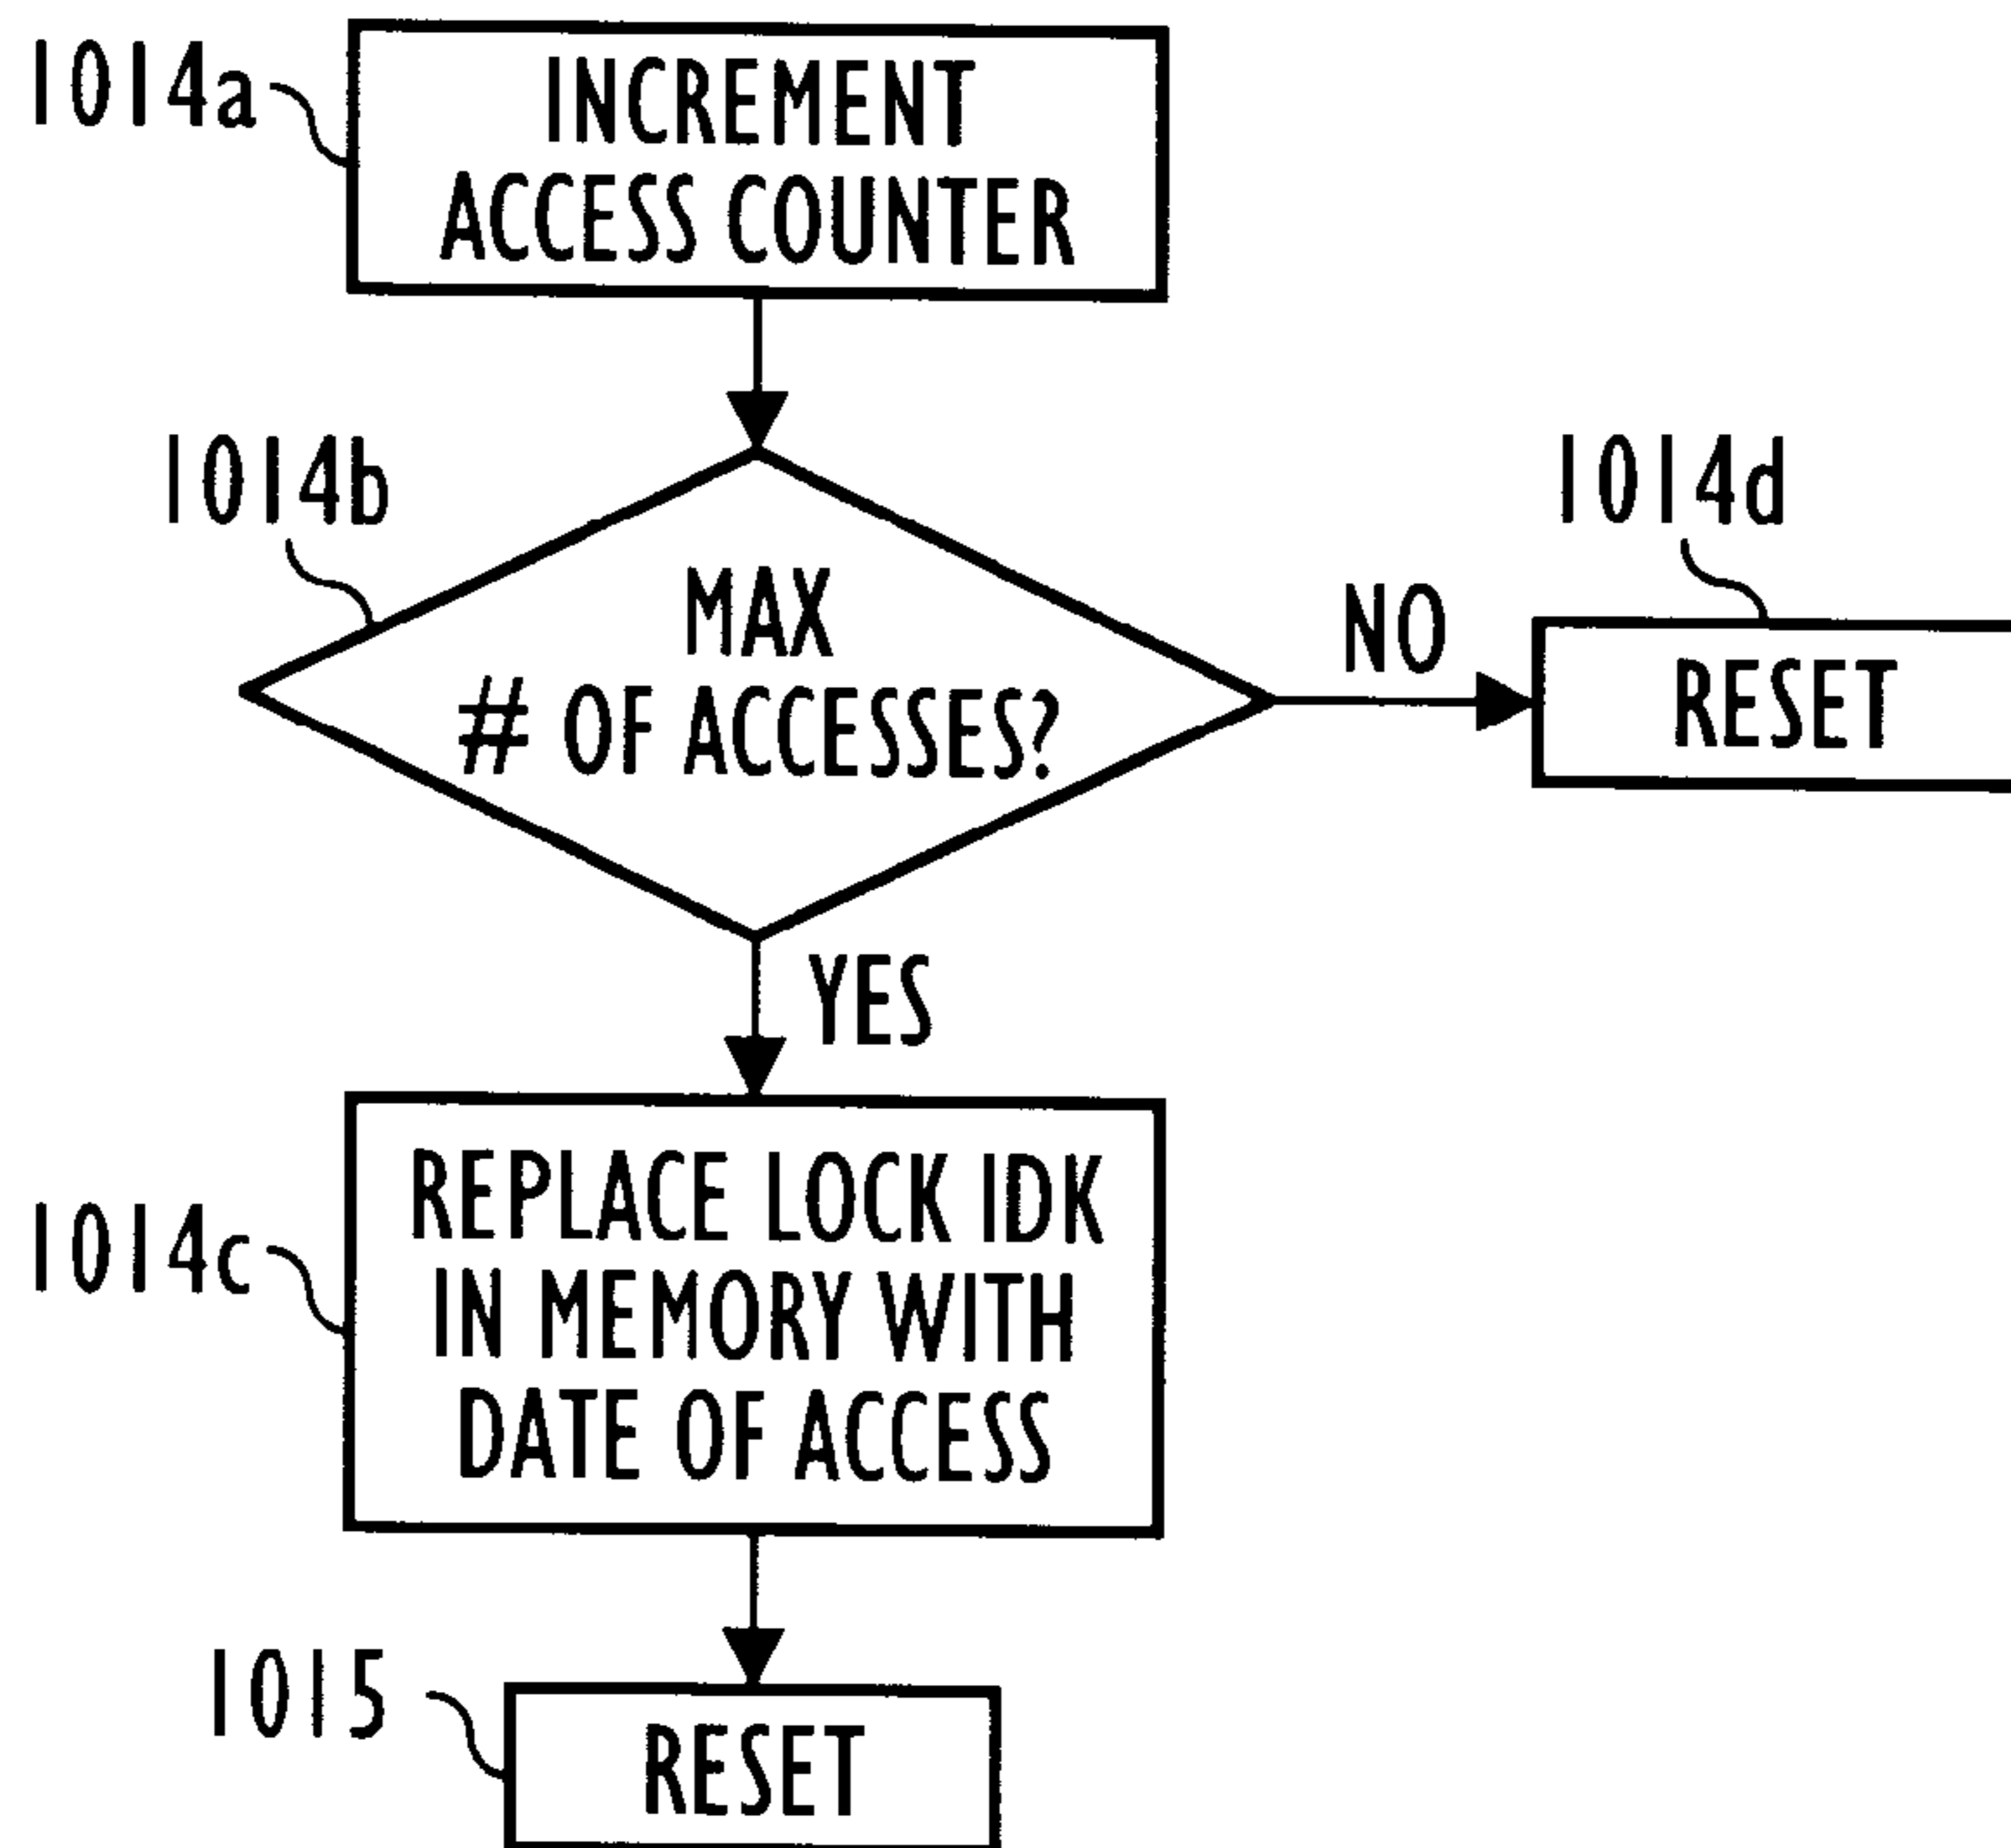 1014a
INCREMENT
ACCESS COUNTER
1014b
MAX
# OF ACCESSES?
NO
1014d
RESET
YES
1014c
REPLACE LOCK IDK
IN MEMORY WITH
DATE OF ACCESS
1015
RESET